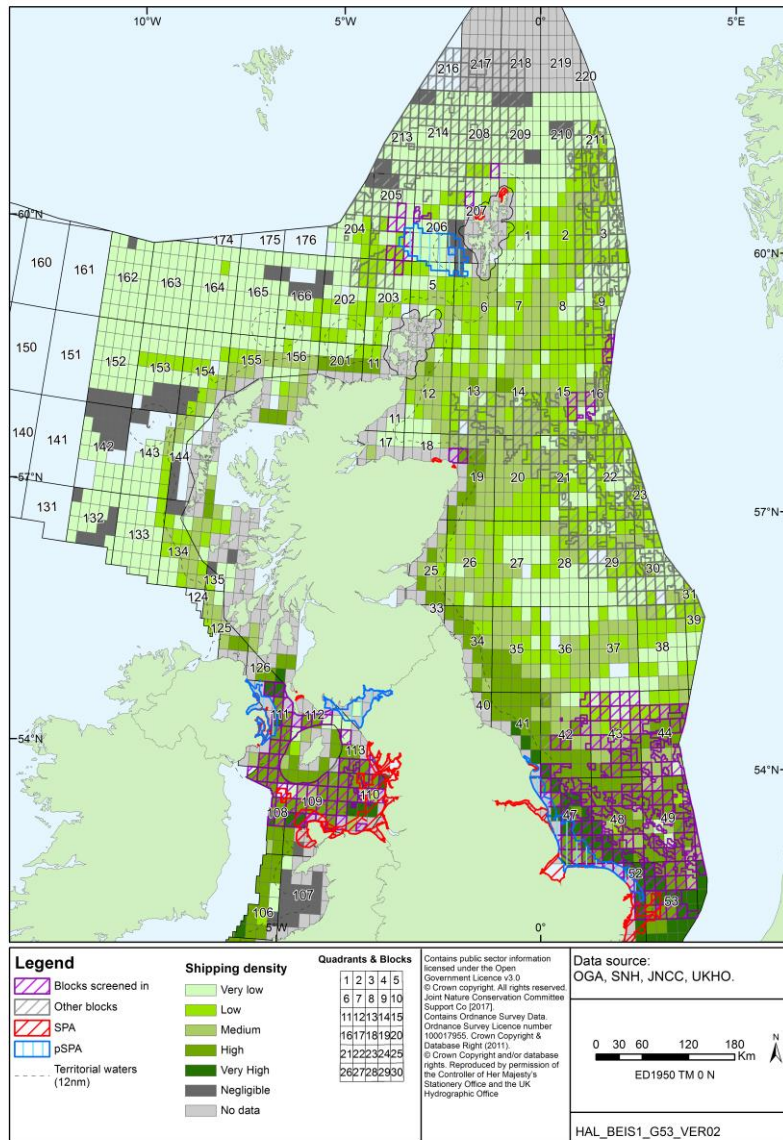 10°W 5°W 0° 5°E
216 217 218 219
220
213 214 208 209 210 211
60°N
205 207
174 175 176 204 206 1 2 3
60°N
160 161 162 163 164 165 166 202 203 5 6 7 8 9
150 151 152 153 154 155 156 201 11 12 13 14 15 16
140 141 142 143 144 11
17 18 19 20 21 22 23
57°N
57°N
131 132 133 134 135 25 26 27 28 29 30 31
124 33 39
125 34 35 36 37 38
126 40
111 112 41 42 43 44
54°N
54°N
113
108 109 110 47 48 49
52
107 53
106 5°W 0°
Legend
Blocks screened in
Other blocks
SPA
pSPA
Territorial waters
(12nm)
Shipping density
Very low
Low
Medium
High
Very High
Negligible
No data
Quadrants & Blocks
1 2 3 4 5
6 7 8 9 10
11 12 13 14 15
16 17 18 19 20
21 22 23 24 25
26 27 28 29 30
Contains public sector information
licensed under the Open
Government Licence v3.0
© Crown copyright. All rights reserved.
Joint Nature Conservation Committee
Support Co [2017].
Contains Ordnance Survey Data.
Ordnance Survey Licence number
100017955. Crown Copyright &
Database Right (2011).
© Crown Copyright and/or database
rights. Reproduced by permission of
the Controller of Her Majesty's
Stationery Office and the UK
Hydrographic Office
Data source:
OGA, SNH, JNCC, UKHO.
0 30 60 120 180
Km
N
ED1950 TM 0 N
HAL_BEIS1_G53_VER02